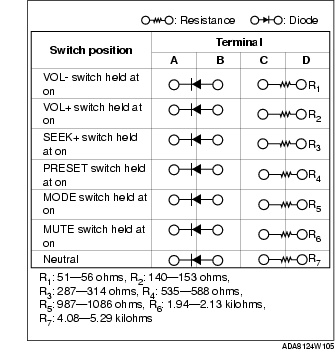 : Resistance : Diode
Switch position
Terminal
A B C D
VOL- switch held at on R1
VOL+ switch held at on R2
SEEK+ switch held at on R3
PRESET switch held at on R4
MODE switch held at on R5
MUTE switch held at on R6
Neutral R7
R1: 51—56 ohms, R2: 140—153 ohms,
R3: 287—314 ohms, R4: 535—588 ohms,
R5: 987—1086 ohms, R6: 1.94—2.13 kilohms,
R7: 4.08—5.29 kilohms
ADA8124W105